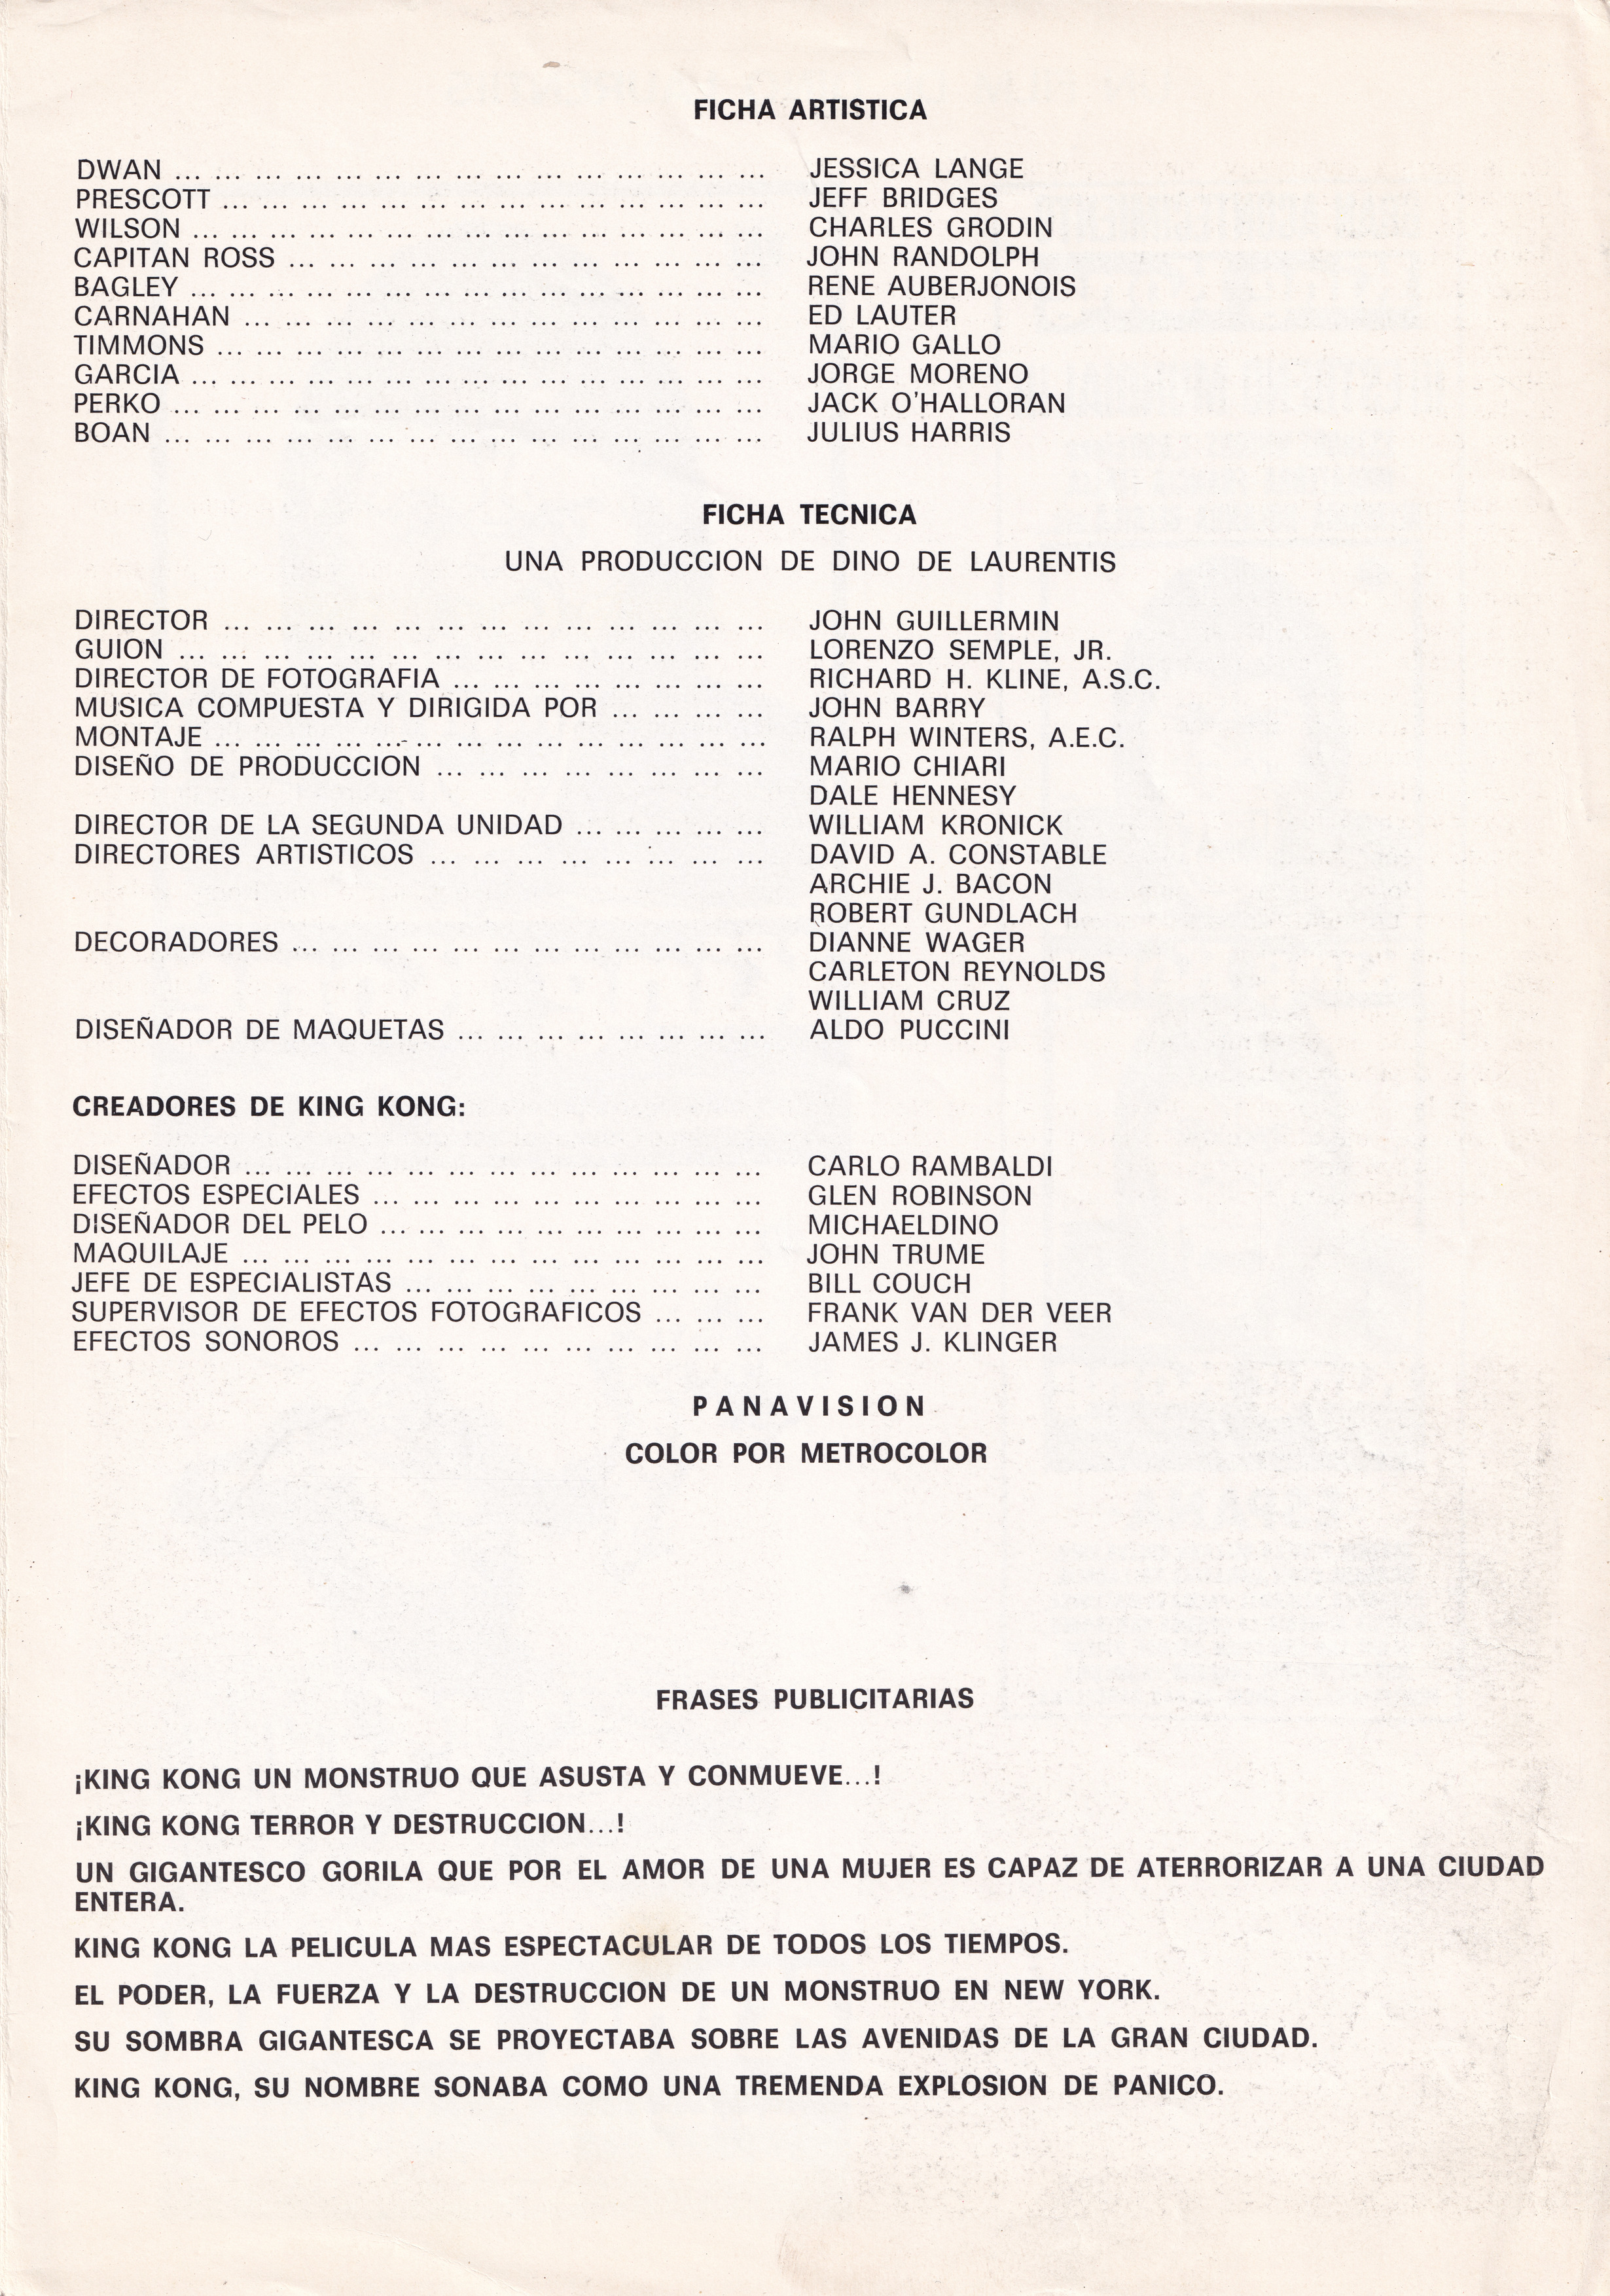 FICHA ARTISTICA
DWAN ... ... ... ... ... ... ... ... ... ... ... ... ... ... ... JESSICA LANGE
PRESCOTT ... ... ... ... ... ... ... ... ... ... ... ... ... ... JEFF BRIDGES
WILSON ... ... ... ... ... ... ... ... ... ... ... ... ... ... ... CHARLES GRODIN
CAPITAN ROSS ... ... ... ... ... ... ... ... ... ... ... ... JOHN RANDOLPH
BAGLEY ... ... ... ... ... ... ... ... ... ... ... ... ... ... ... RENE AUBERJONOIS
CARNAHAN ... ... ... ... ... ... ... ... ... ... ... ... ... ED LAUTER
TIMMONS ... ... ... ... ... ... ... ... ... ... ... ... ... ... MARIO GALLO
GARCIA ... ... ... ... ... ... ... ... ... ... ... ... ... ... ... JORGE MORENO
PERKO ... ... ... ... ... ... ... ... ... ... ... ... ... ... ... JACK O'HALLORAN
BOAN ... ... ... ... ... ... ... ... ... ... ... ... ... ... ... JULIUS HARRIS
FICHA TECNICA
UNA PRODUCCION DE DINO DE LAURENTIS
DIRECTOR ... ... ... ... ... ... ... ... ... ... ... ... ... JOHN GUILLERMIN
GUION ... ... ... ... ... ... ... ... ... ... ... ... ... ... LORENZO SEMPLE, JR.
DIRECTOR DE FOTOGRAFIA ... ... ... ... ... ... ... ... RICHARD H. KLINE, A.S.C.
MUSICA COMPUESTA Y DIRIGIDA POR ... ... ... ... JOHN BARRY
MONTAJE ... ... ... ... ... ... ... ... ... ... ... ... ... ... RALPH WINTERS, A.E.C.
DISEÑO DE PRODUCCION ... ... ... ... ... ... ... ... MARIO CHIARI
DALE HENNESY
DIRECTOR DE LA SEGUNDA UNIDAD ... ... ... ... ... WILLIAM KRONICK
DIRECTORES ARTISTICOS ... ... ... ... ... ... ... ... DAVID A. CONSTABLE
ARCHIE J. BACON
ROBERT GUNDLACH
DECORADORES ... ... ... ... ... ... ... ... ... ... ... ... DIANNE WAGER
CARLETON REYNOLDS
WILLIAM CRUZ
DISEÑADOR DE MAQUETAS ... ... ... ... ... ... ... ... ALDO PUCCINI
CREADORES DE KING KONG:
DISEÑADOR ... ... ... ... ... ... ... ... ... ... ... ... ... CARLO RAMBALDI
EFECTOS ESPECIALES ... ... ... ... ... ... ... ... ... ... GLEN ROBINSON
DISEÑADOR DEL PELO ... ... ... ... ... ... ... ... ... ... MICHAELDINO
MAQUILAJE ... ... ... ... ... ... ... ... ... ... ... ... ... JOHN TRUME
JEFE DE ESPECIALISTAS ... ... ... ... ... ... ... ... ... BILL COUCH
SUPERVISOR DE EFECTOS FOTOGRAFICOS ... ... ... FRANK VAN DER VEER
EFECTOS SONOROS ... ... ... ... ... ... ... ... ... ... JAMES J. KLINGER
PANAVISION
COLOR POR METROCOLOR
FRASES PUBLICITARIAS
¡KING KONG UN MONSTRUO QUE ASUSTA Y CONMUEVE...!
¡KING KONG TERROR Y DESTRUCCION...!
UN GIGANTESCO GORILA QUE POR EL AMOR DE UNA MUJER ES CAPAZ DE ATERRORIZAR A UNA CIUDAD
ENTERA.
KING KONG LA PELICULA MAS ESPECTACULAR DE TODOS LOS TIEMPOS.
EL PODER, LA FUERZA Y LA DESTRUCCION DE UN MONSTRUO EN NEW YORK.
SU SOMBRA GIGANTESCA SE PROYECTABA SOBRE LAS AVENIDAS DE LA GRAN CIUDAD.
KING KONG, SU NOMBRE SONABA COMO UNA TREMENDA EXPLOSION DE PANICO.